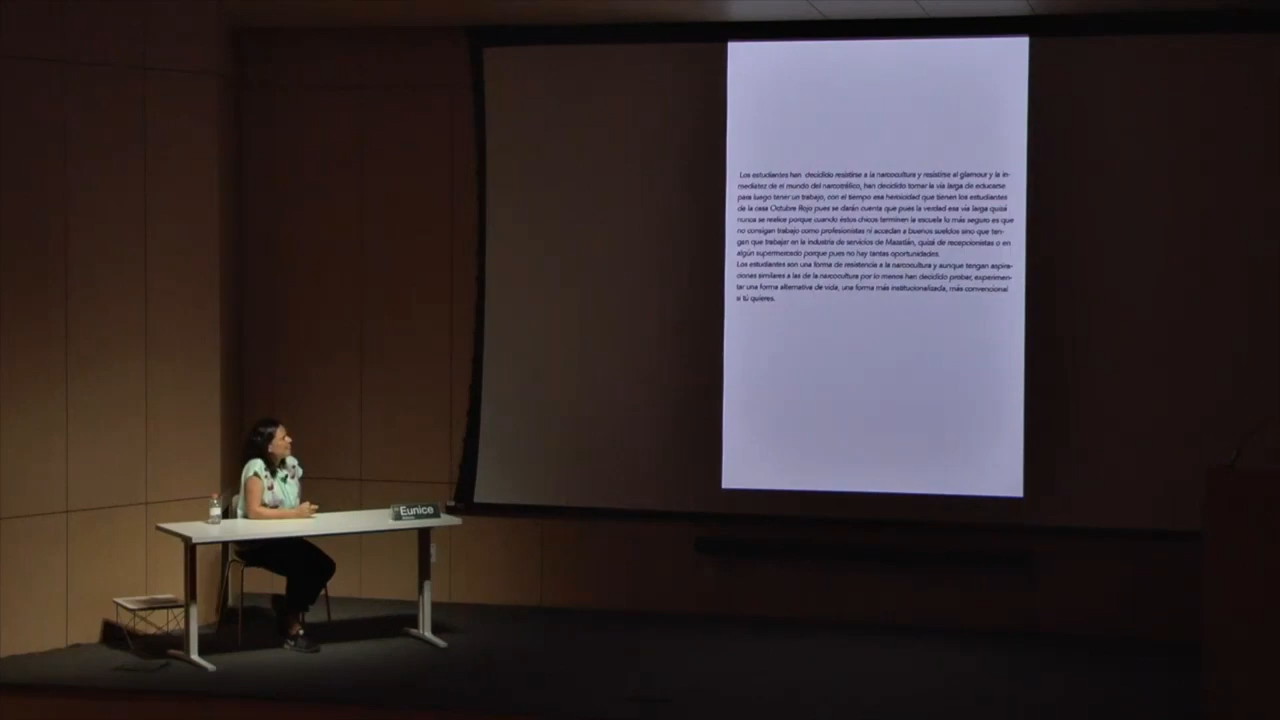 Los estudiantes han decidido resistirse a la narcocultura y resistirse al glamour y la in-
mediatez de el mundo del narcotráfico, han decidido tomar la vía larga de educarse
para luego tener un trabajo, con el tiempo esa heroicidad que tienen los estudiantes
de la casa Octubre Rojo pues se darán cuenta que pues la verdad esa vía larga quizá
nunca se realice porque cuando éstos chicos terminen la escuela lo más seguro es que
no consigan trabajo como profesionistas ni accedan a buenos sueldos sino que ten-
gan que trabajar en la industria de servicios de Mazatlán, quizá de recepcionistas o en
algún supermercado porque pues no hay tantas oportunidades.
Los estudiantes son una forma de resistencia a la narcocultura y aunque tengan aspira-
ciones similares a las de la narcocultura por lo menos han decidido probar, experimen-
tar una forma alternativa de vida, una forma más institucionalizada, más convencional
si tú quieres.
Eunice